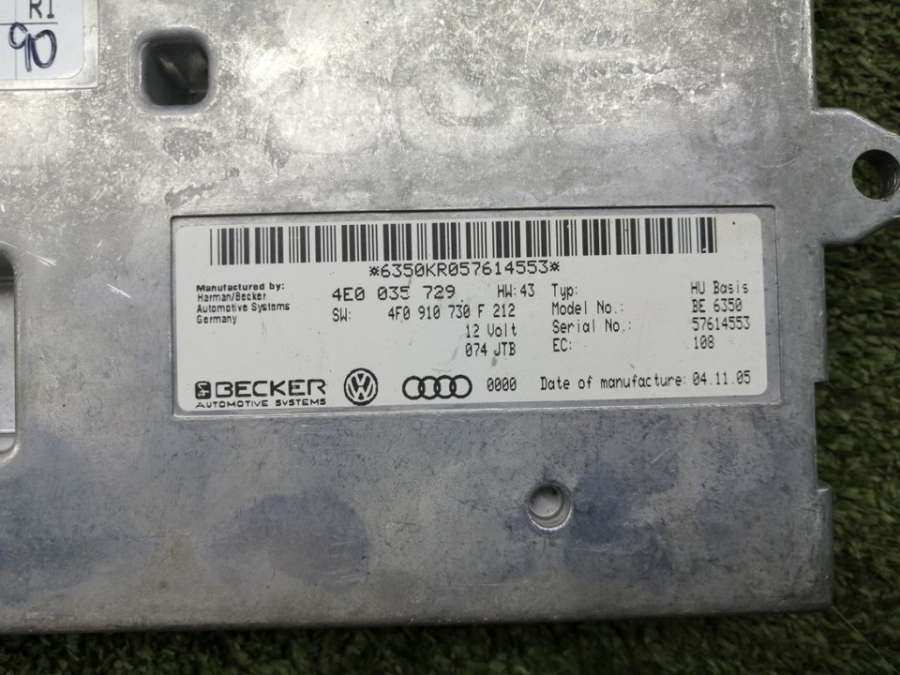 RI
90
*6350KR057614553*
Manufactured by:
Harman/Becker
Automotive Systems
Germany
4E0 035 729 HW: 43
SW: 4F0 910 730 F 212
12 Volt
074 JTB
Typ: HU Basis
Model No.: BE 6350
Serial No.: 57614553
EC: 108
BECKER
AUTOMOTIVE SYSTEMS
VW
0000 Date of manufacture: 04.11.05